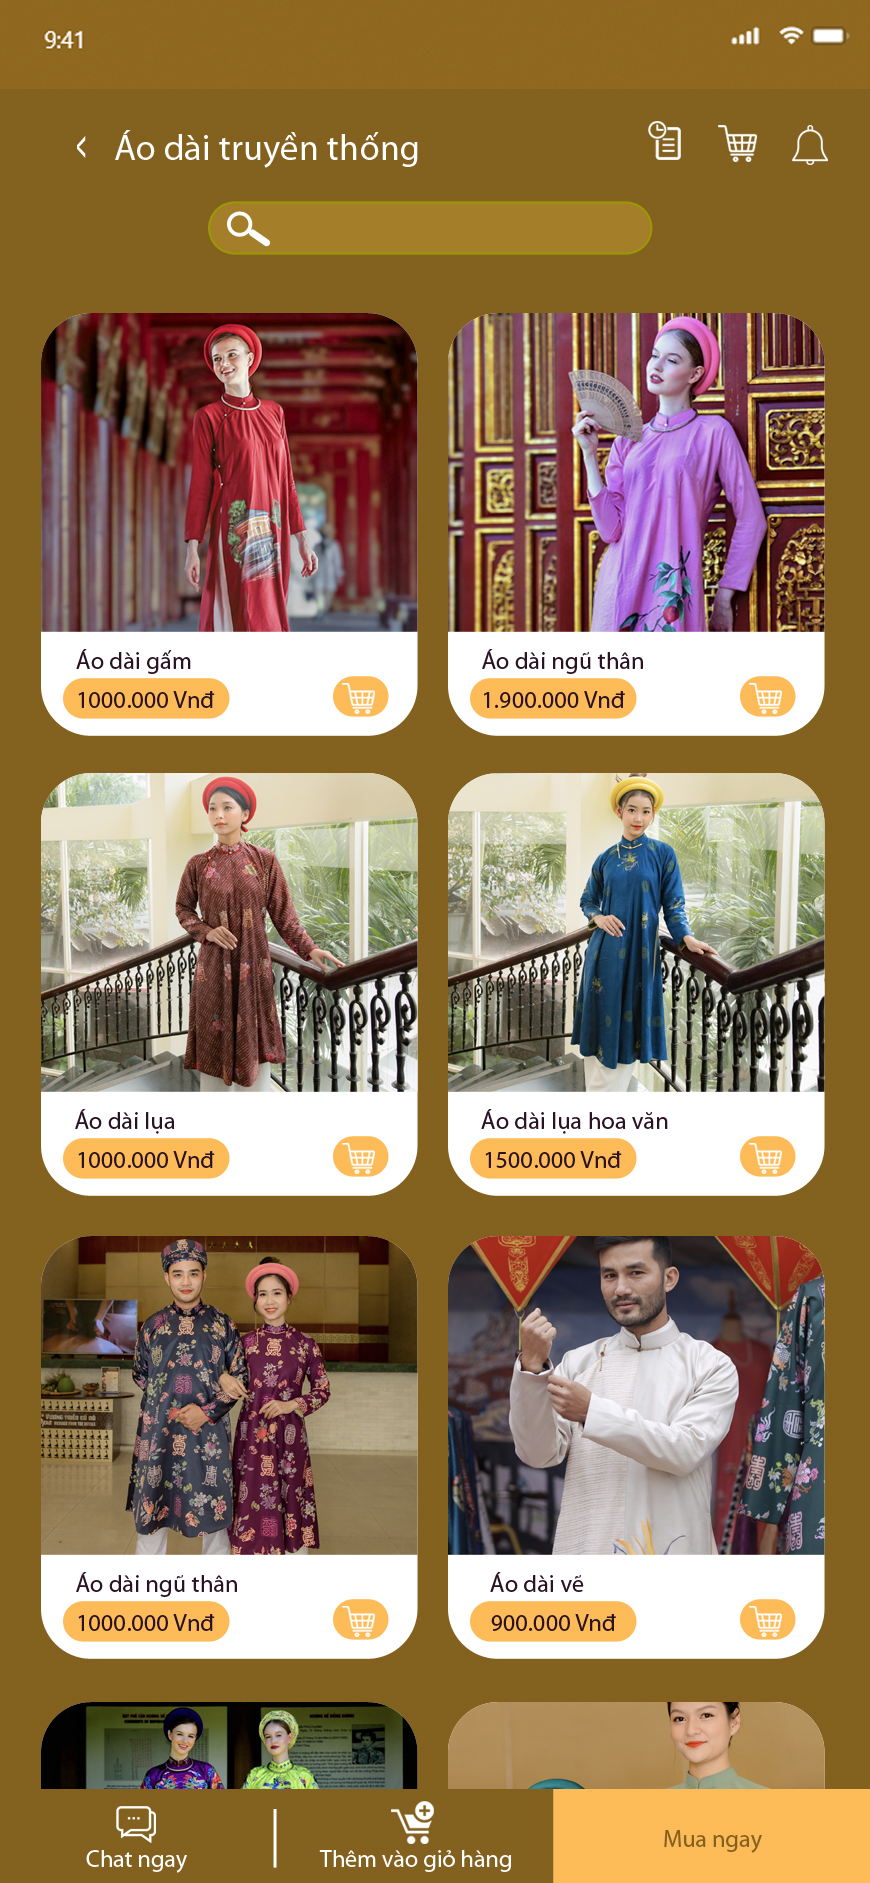 9:41
Áo dài truyền thống
Áo dài gấm
1000.000 Vnđ
Áo dài ngũ thân
1.900.000 Vnđ
Áo dài lụa
1000.000 Vnđ
Áo dài lụa hoa văn
1500.000 Vnđ
Áo dài ngũ thân
1000.000 Vnđ
Áo dài vẽ
900.000 Vnđ
Chat ngay
Thêm vào giỏ hàng
Mua ngay